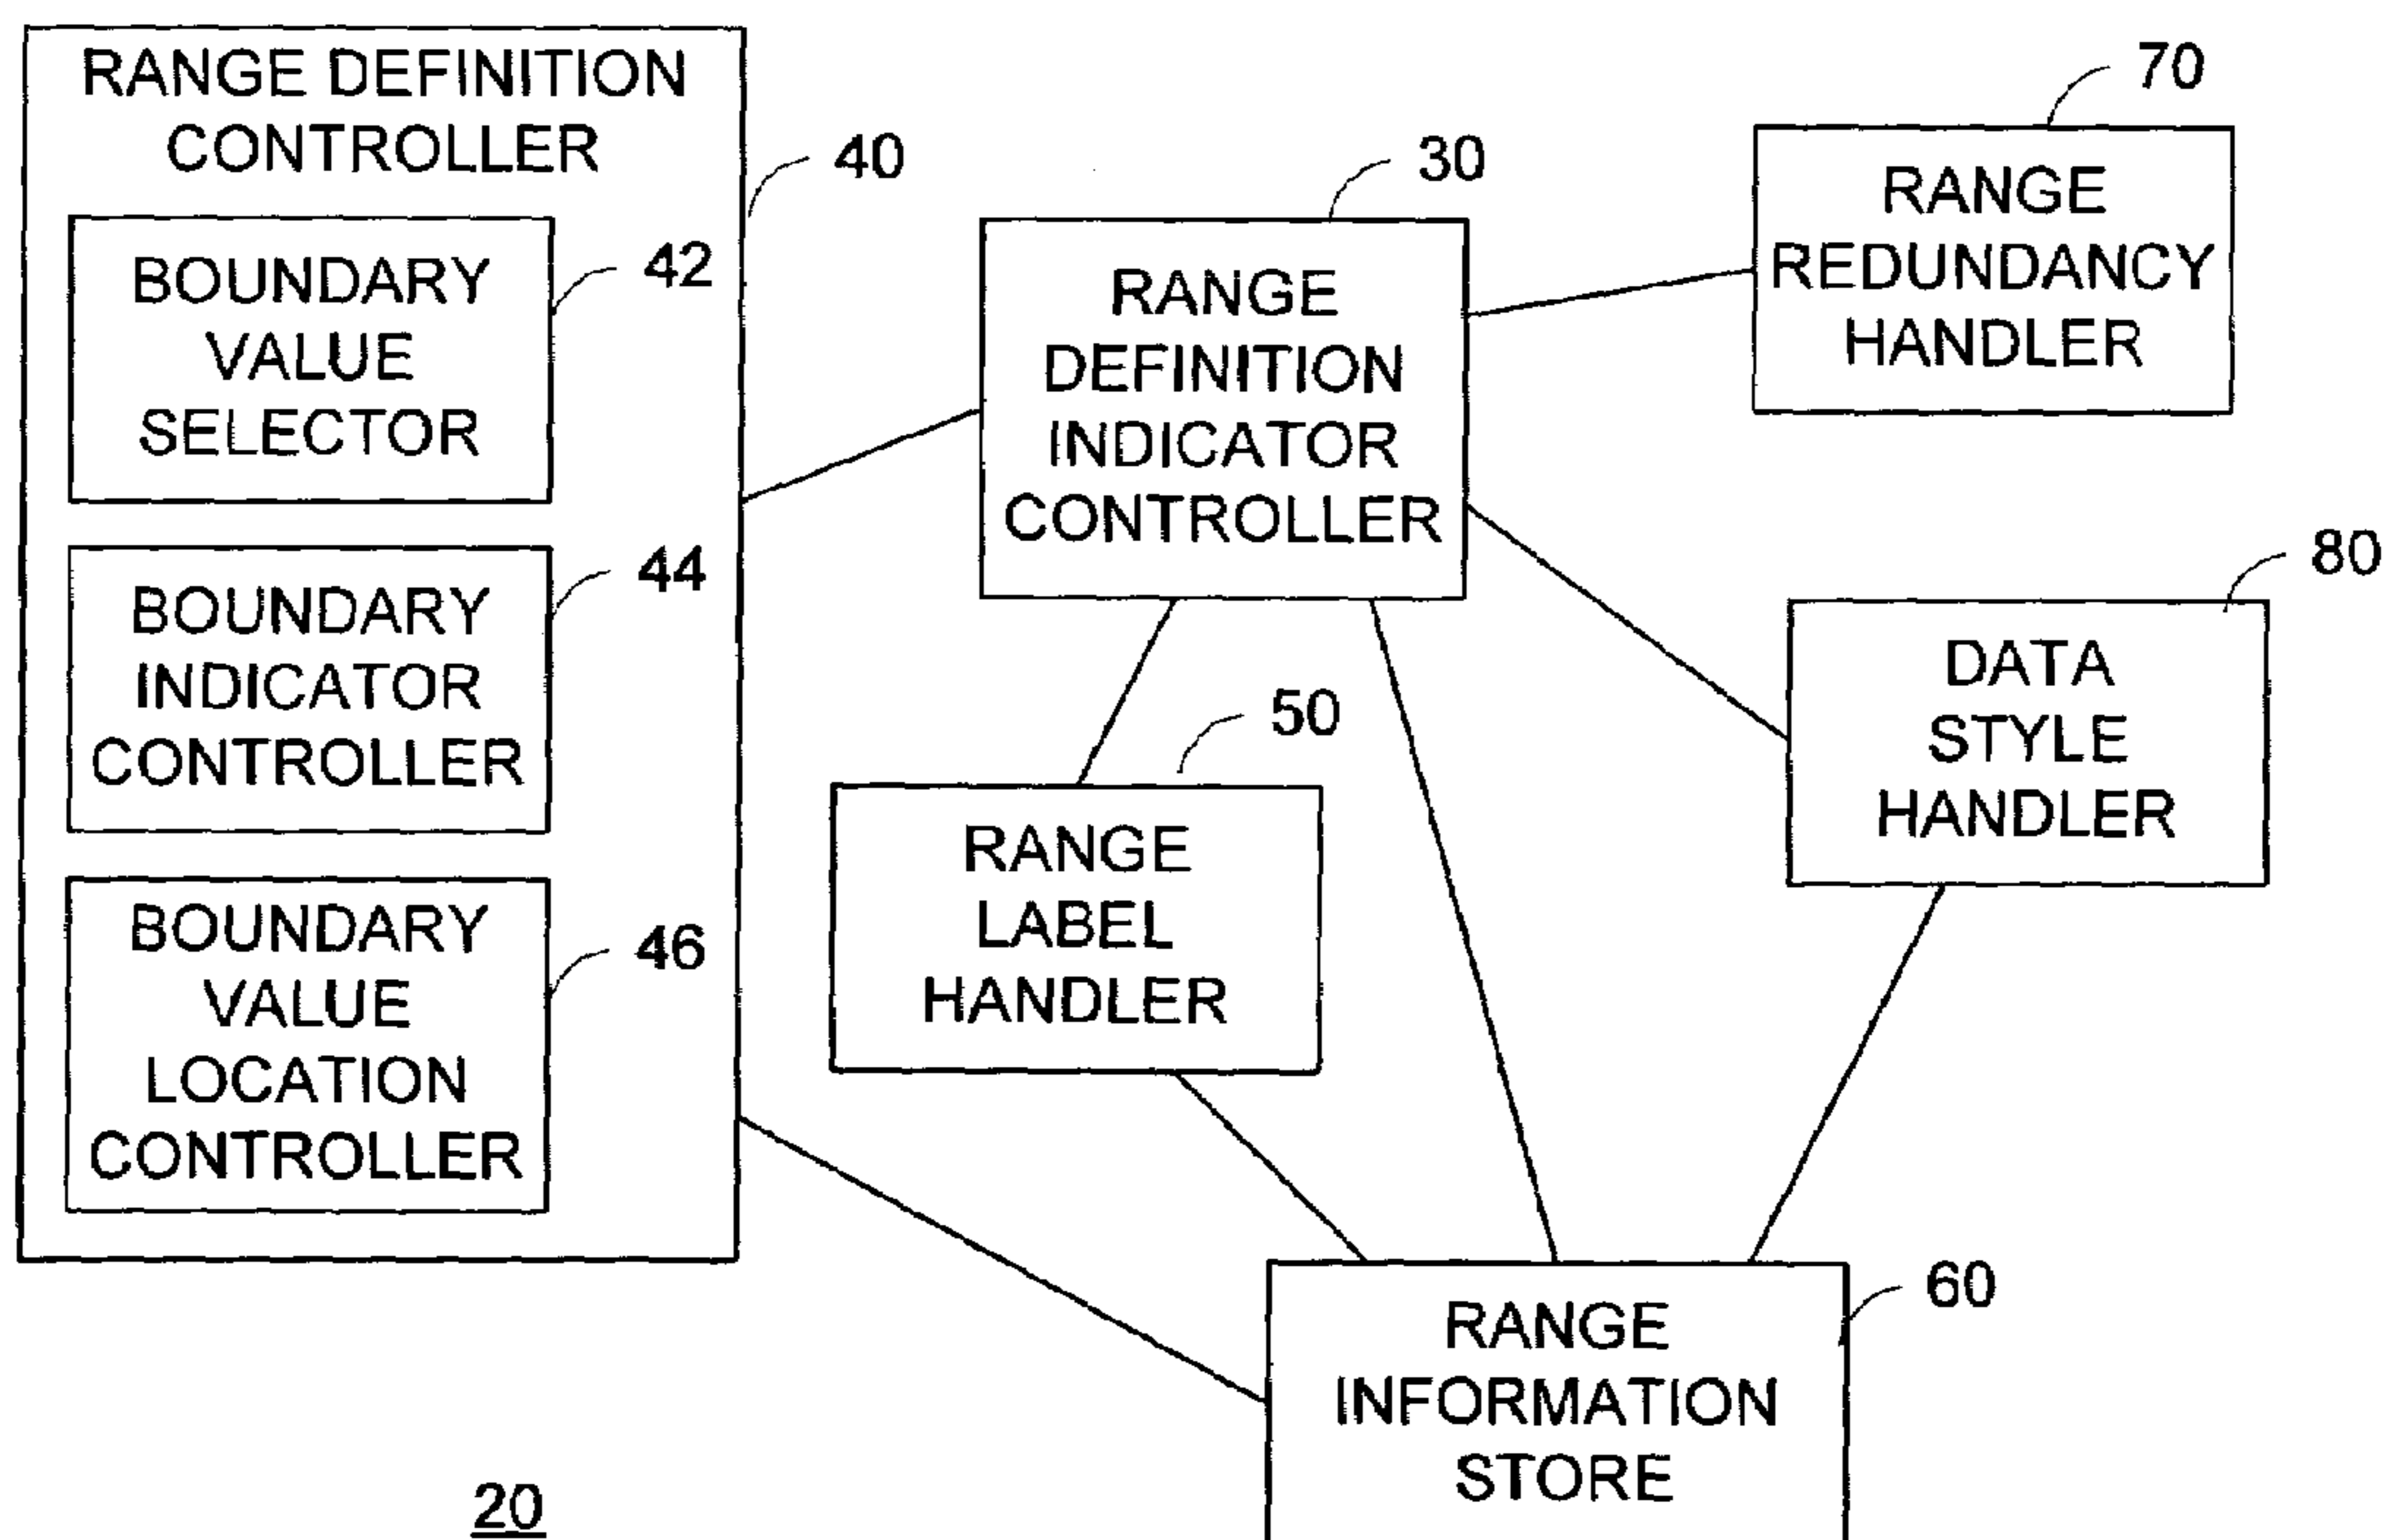 RANGE DEFINITION
CONTROLLER
40
BOUNDARY
VALUE
SELECTOR
42
BOUNDARY
INDICATOR
CONTROLLER
44
BOUNDARY
VALUE
LOCATION
CONTROLLER
46
30
RANGE
DEFINITION
INDICATOR
CONTROLLER
70
RANGE
REDUNDANCY
HANDLER
80
DATA
STYLE
HANDLER
50
RANGE
LABEL
HANDLER
60
RANGE
INFORMATION
STORE
20